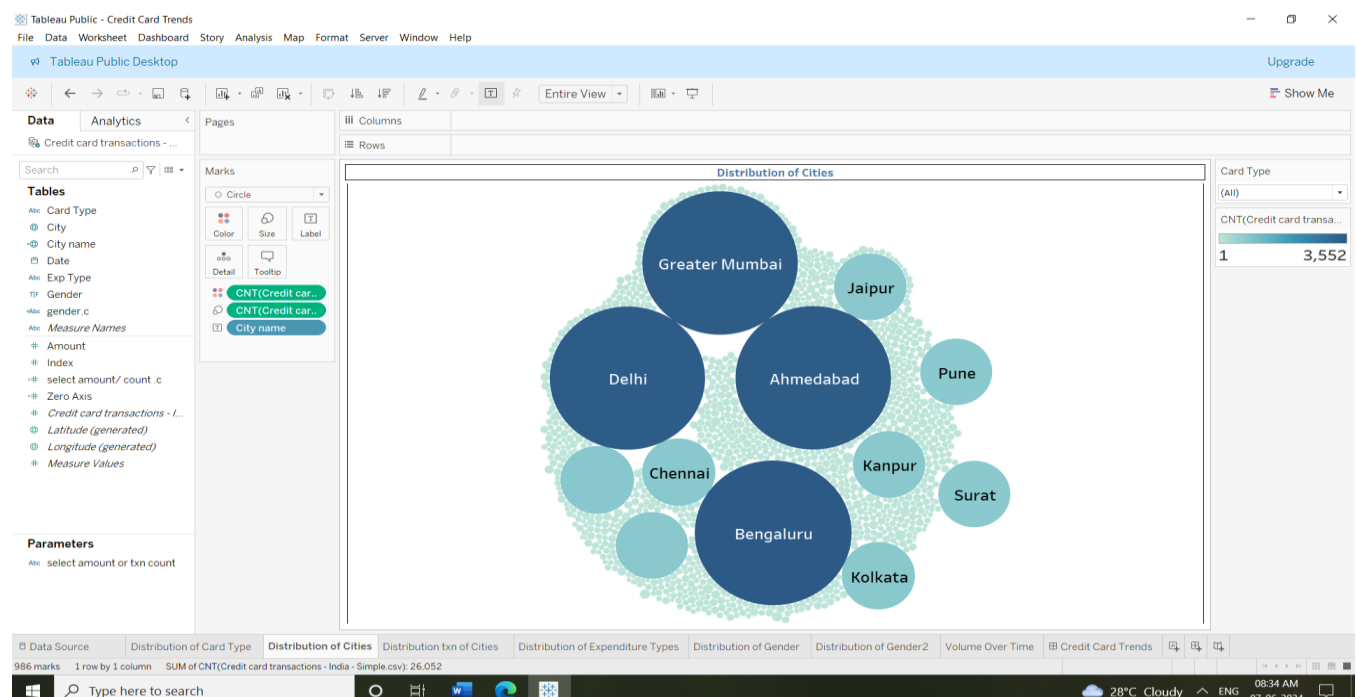 Tableau Public - Credit Card Trends
File Data Worksheet Dashboard Story Analysis Map Format Server Window Help
Tableau Public Desktop
Upgrade
Entire View
Show Me
Data
Analytics
Credit card transactions - ...
Search
Tables
Abc Card Type
City
City name
Date
Abc Exp Type
T|F Gender
Abc gender.c
Abc Measure Names
# Amount
# Index
# select amount/ count .c
# Zero Axis
# Credit card transactions - I...
Latitude (generated)
Longitude (generated)
# Measure Values
Parameters
Abc select amount or txn count
Pages
Marks
Circle
Color
Size
Label
Detail
Tooltip
CNT(Credit car..
CNT(Credit car..
City name
Columns
Rows
Distribution of Cities
Greater Mumbai
Jaipur
Delhi
Ahmedabad
Pune
Chennai
Kanpur
Surat
Bengaluru
Kolkata
Card Type
(All)
CNT(Credit card transa...
1 3,552
Data Source
Distribution of Card Type
Distribution of Cities
Distribution txn of Cities
Distribution of Expenditure Types
Distribution of Gender
Distribution of Gender2
Volume Over Time
Credit Card Trends
986 marks 1 row by 1 column SUM of CNT(Credit card transactions - India - Simple.csv): 26,052
Type here to search
28°C Cloudy
ENG
08:34 AM